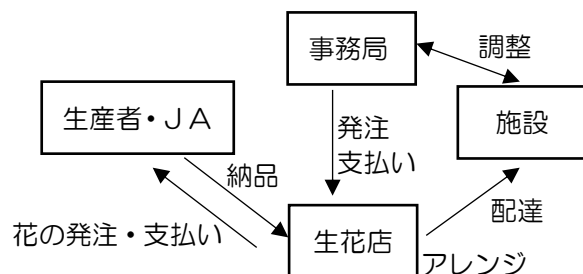 事務局
調整
生産者・ＪＡ
施設
発注
支払い
納品
配達
花の発注・支払い
生花店
アレンジ